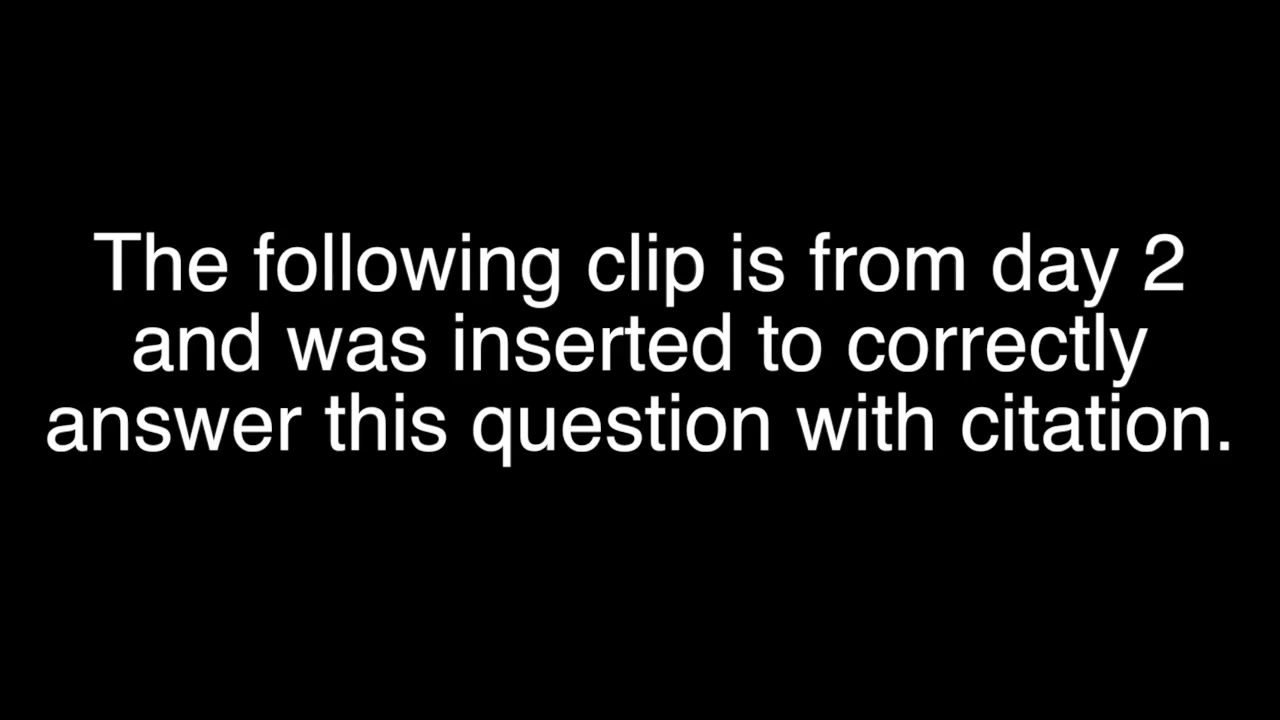 The following clip is from day 2
and was inserted to correctly
answer this question with citation.